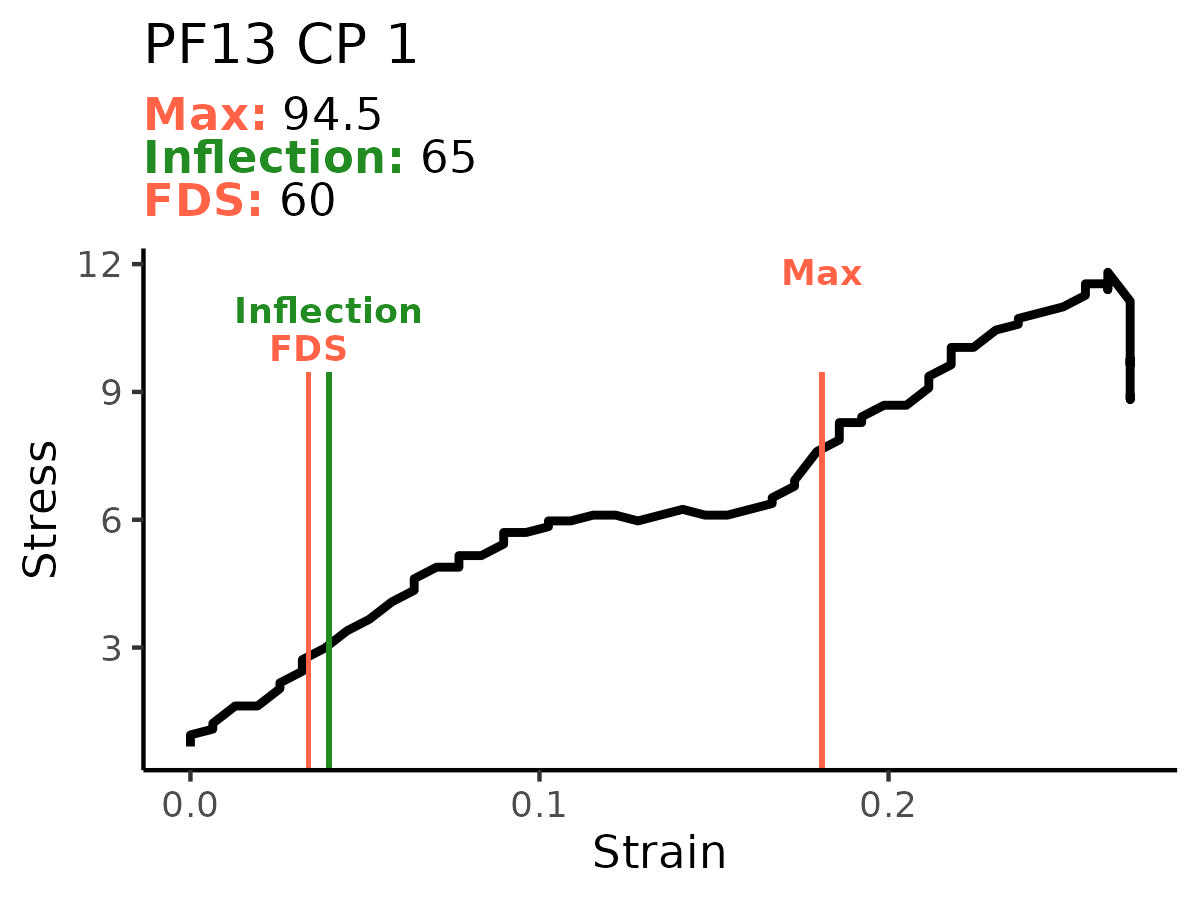 PF13 CP 1
Max: 94.5
Inflection: 65
FDS: 60
12
9
6
3
Stress
Inflection
FDS
Max
0.0
0.1
0.2
Strain